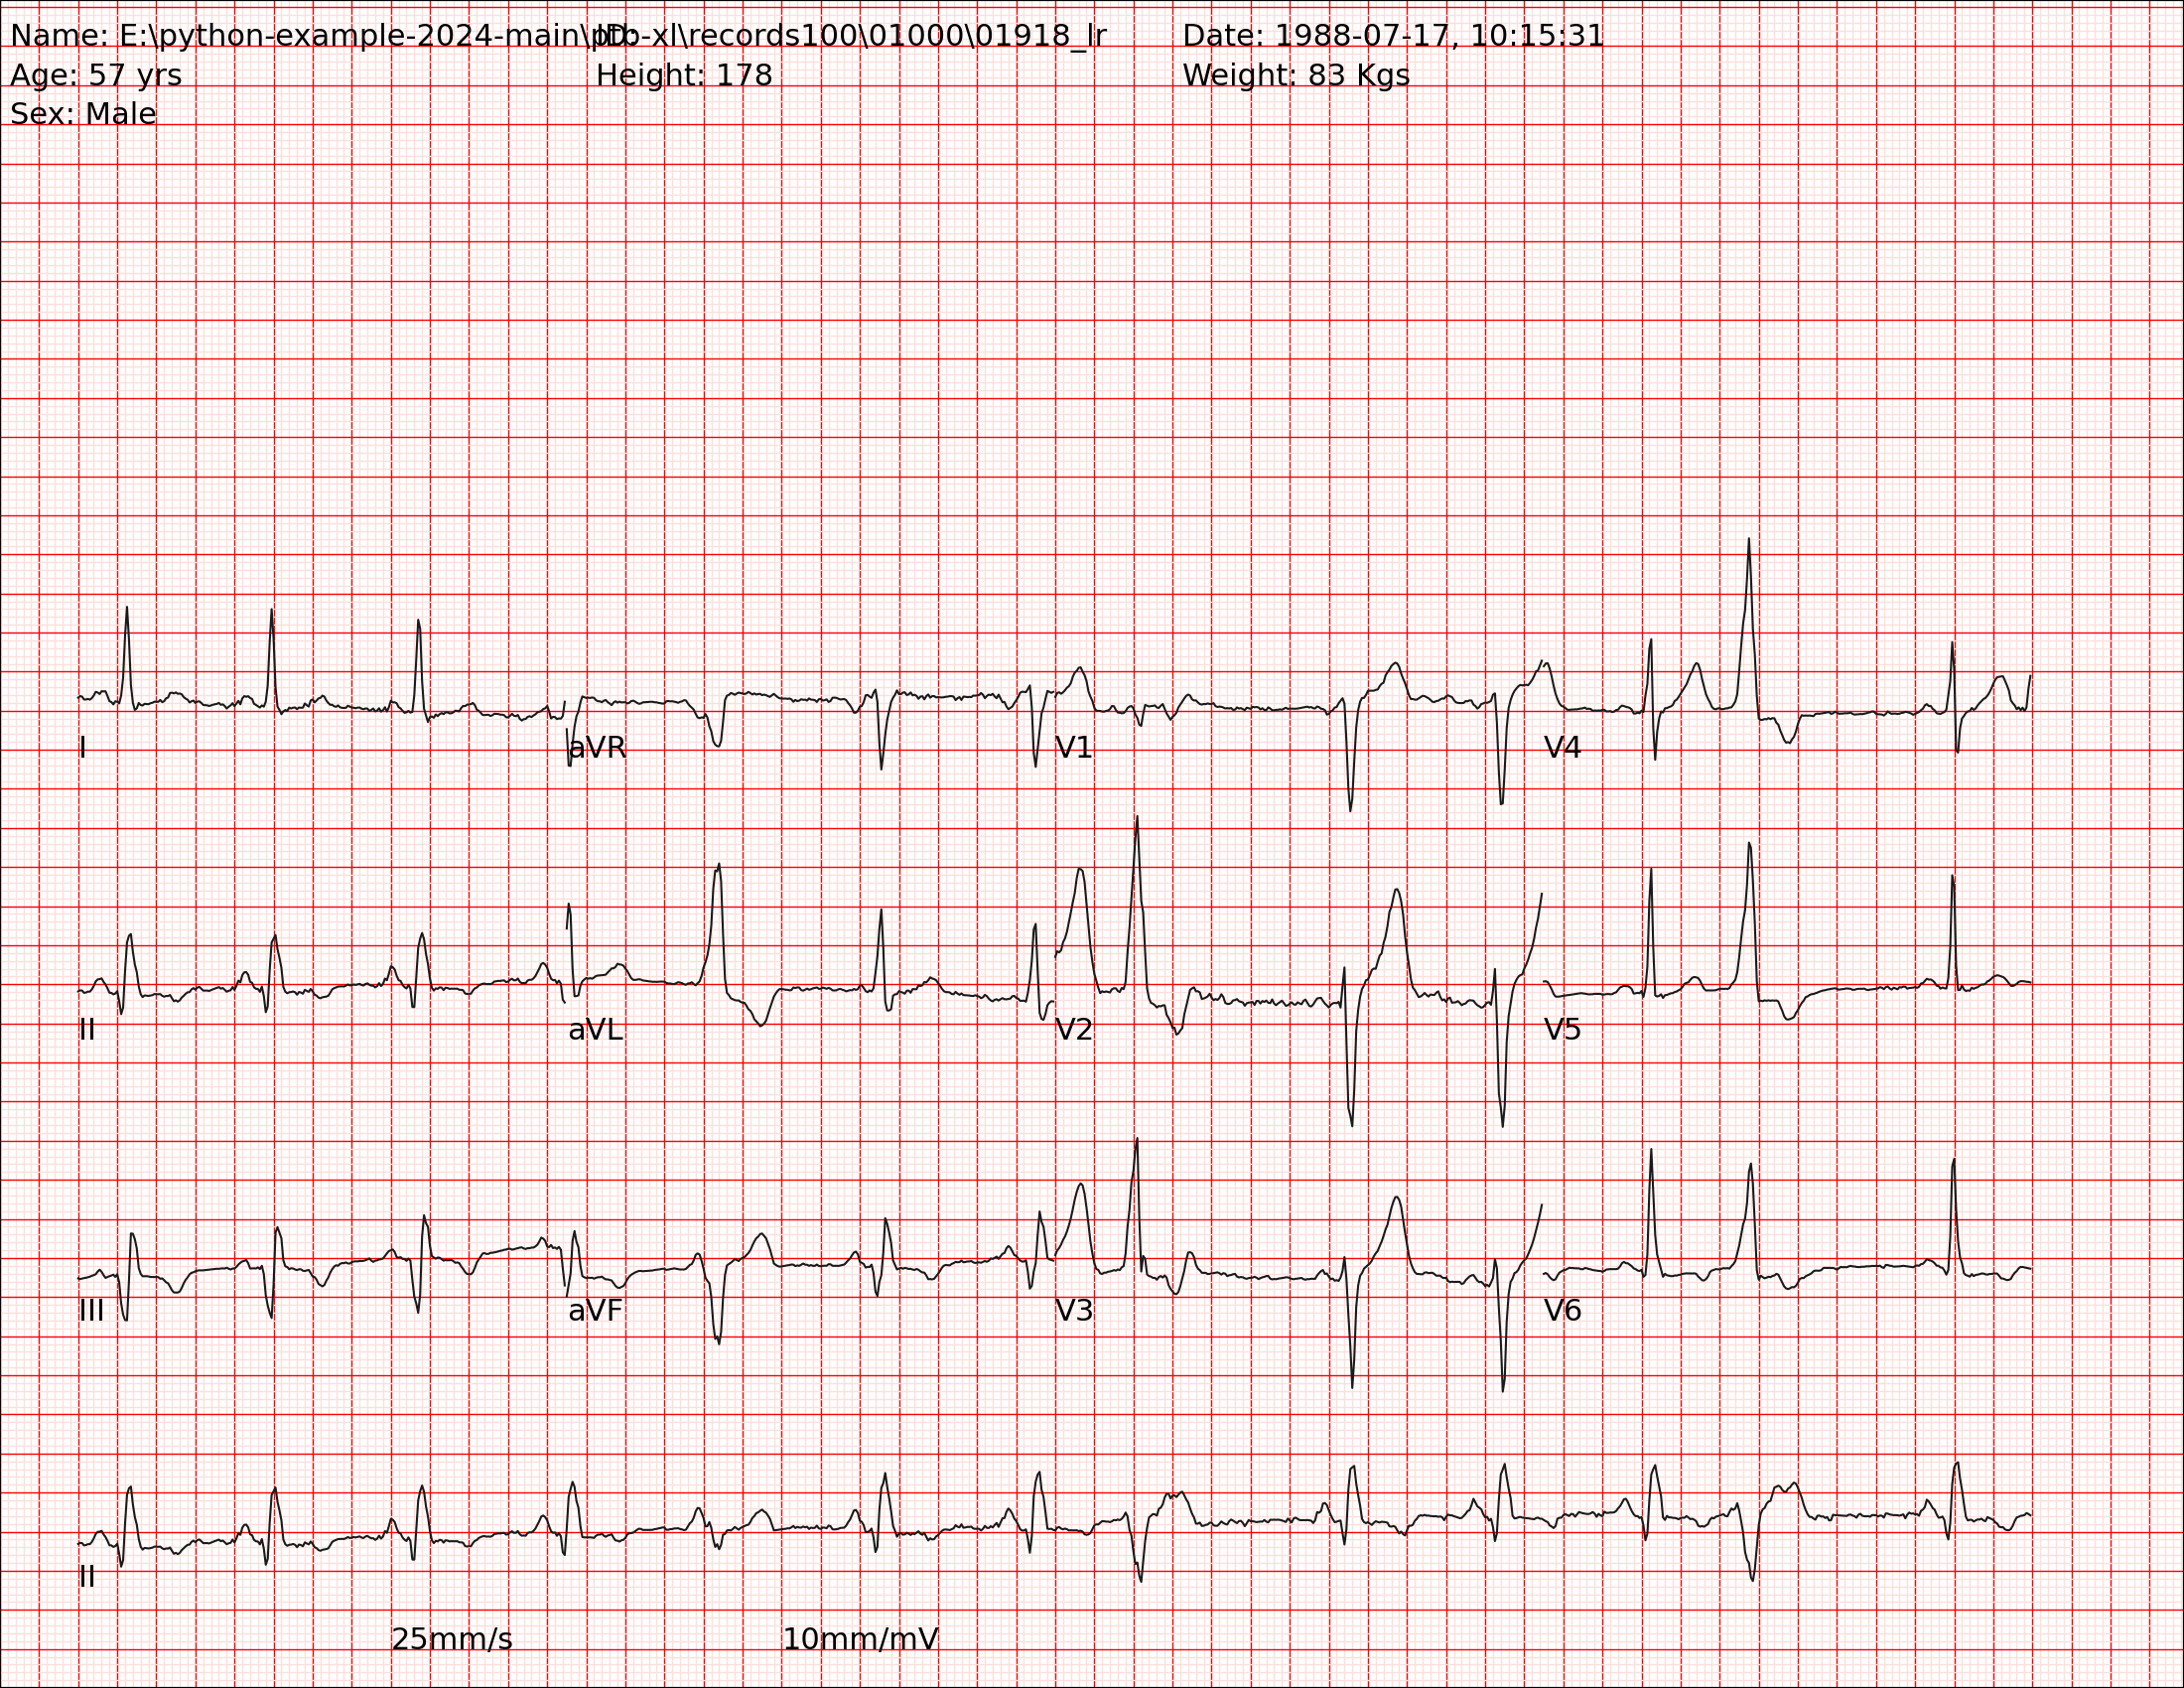 Name: E:\python-example-2024-main\ptb-xl\records100\01000\01918_lr ID: Date: 1988-07-17, 10:15:31
Age: 57 yrs Height: 178 Weight: 83 Kgs
Sex: Male
I aVR V1 V4
II aVL V2 V5
III aVF V3 V6
II
25mm/s 10mm/mV